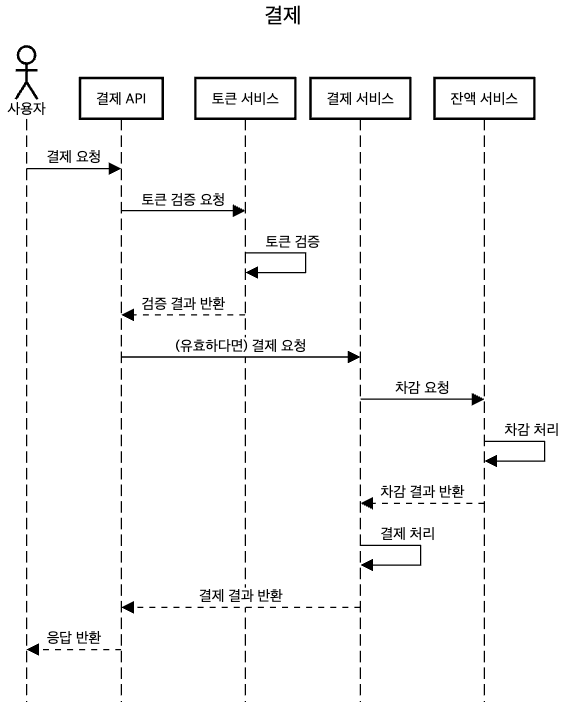 결제
사용자
결제 API
토큰 서비스
결제 서비스
잔액 서비스
결제 요청
토큰 검증 요청
토큰 검증
검증 결과 반환
(유효하다면) 결제 요청
차감 요청
차감 처리
차감 결과 반환
결제 처리
결제 결과 반환
응답 반환